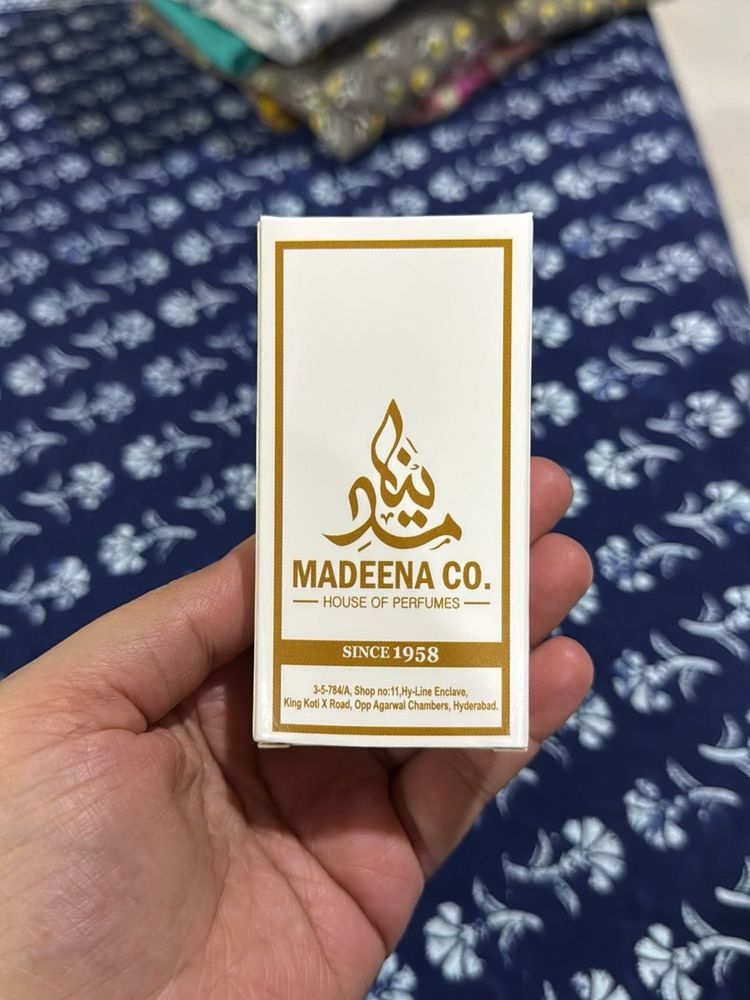 مدینہ
MADEENA CO.
HOUSE OF PERFUMES
SINCE 1958
3-5-784/A, Shop no:11,Hy-Line Enclave,
King Koti X Road, Opp Agarwal Chambers, Hyderabad.